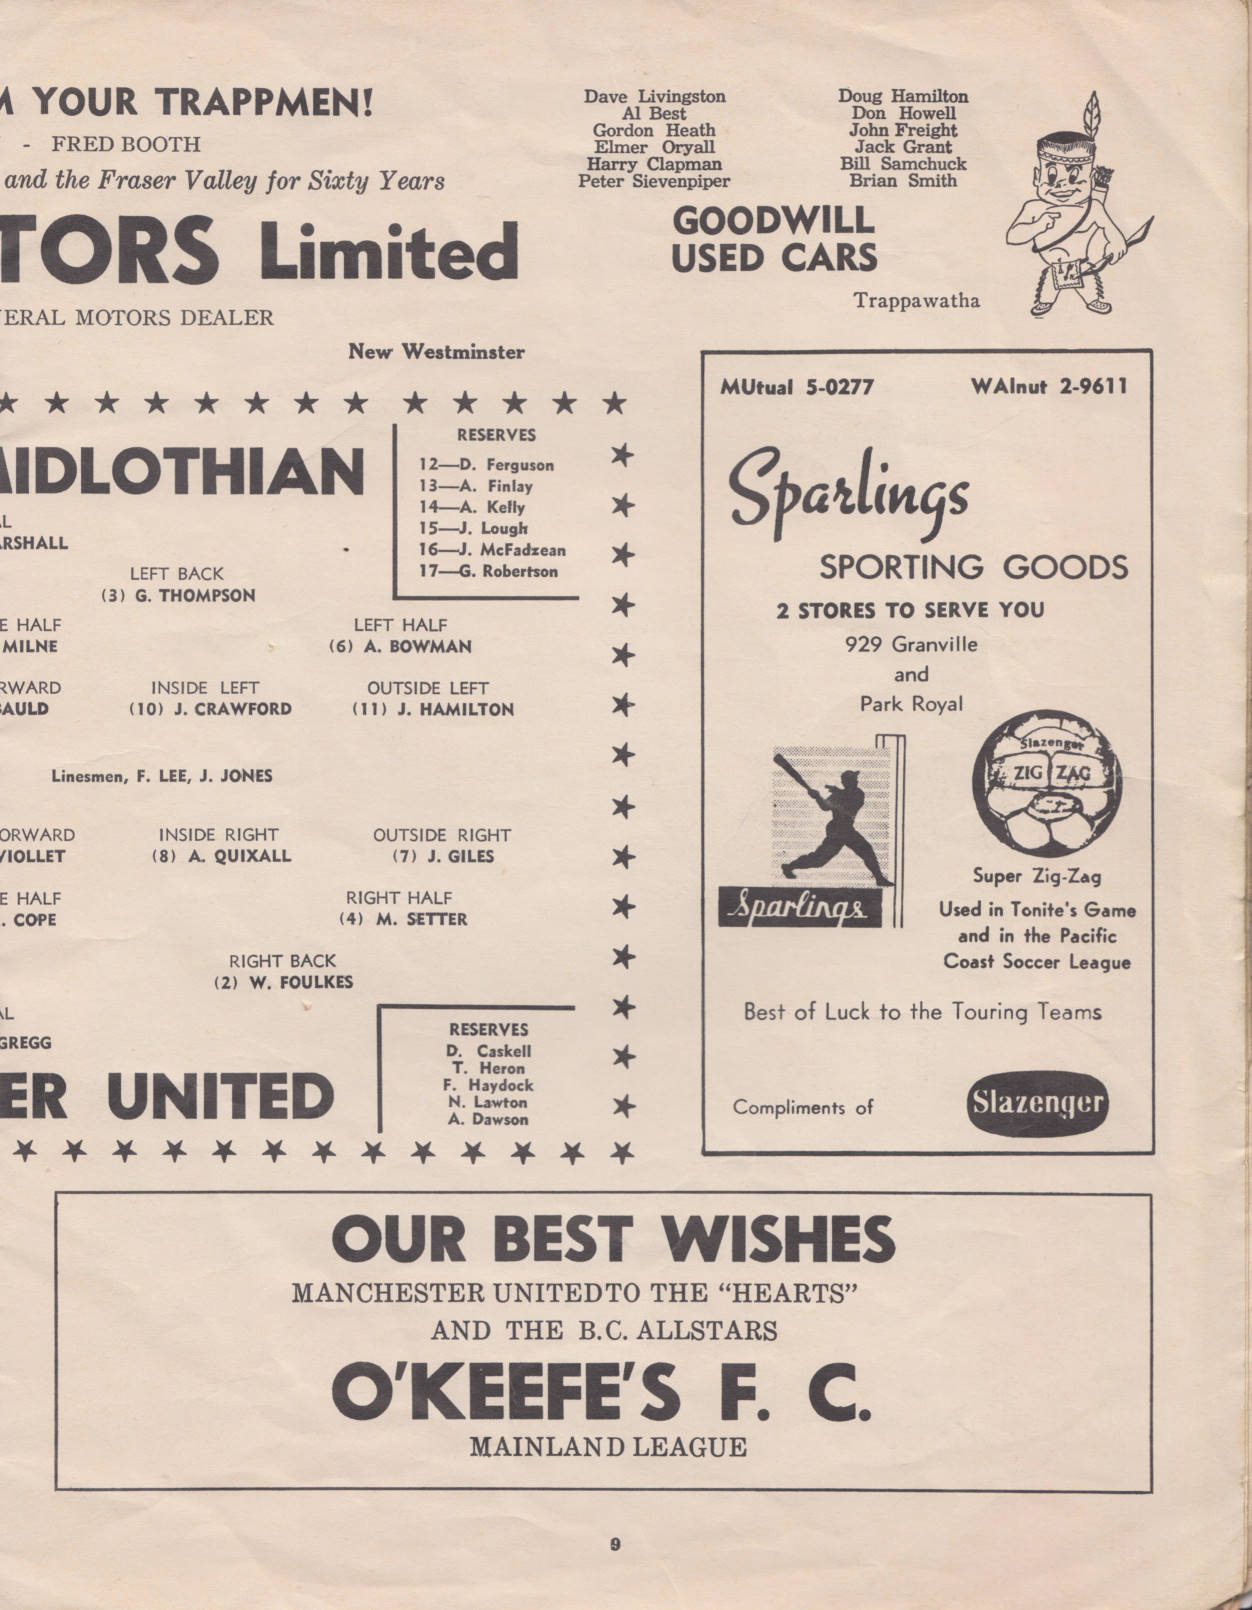 M YOUR TRAPPMEN!
- FRED BOOTH
and the Fraser Valley for Sixty Years
TORS Limited
ERAL MOTORS DEALER
New Westminster
Dave Livingston
Al Best
Gordon Heath
Elmer Oryall
Harry Clapman
Peter Sievenpiper
Doug Hamilton
Don Howell
John Freight
Jack Grant
Bill Samchuck
Brian Smith
GOODWILL
USED CARS
Trappawatha
IDLOTHIAN
RESERVES
12—D. Ferguson
13—A. Finlay
14—A. Kelly
15—J. Lough
16—J. McFadzean
17—G. Robertson
L
ARSHALL
LEFT BACK
(3) G. THOMPSON
E HALF
MILNE
LEFT HALF
(6) A. BOWMAN
RWARD
AULD
INSIDE LEFT
(10) J. CRAWFORD
OUTSIDE LEFT
(11) J. HAMILTON
Linesmen, F. LEE, J. JONES
ORWARD
VIOLLET
INSIDE RIGHT
(8) A. QUIXALL
OUTSIDE RIGHT
(7) J. GILES
E HALF
. COPE
RIGHT HALF
(4) M. SETTER
RIGHT BACK
(2) W. FOULKES
AL
GREGG
ER UNITED
RESERVES
D. Caskell
T. Heron
F. Haydock
N. Lawton
A. Dawson
MUtual 5-0277 WAlnut 2-9611
Sparlings
SPORTING GOODS
2 STORES TO SERVE YOU
929 Granville
and
Park Royal
Sparlings
Slazenger
ZIG ZAG
Super Zig-Zag
Used in Tonite's Game
and in the Pacific
Coast Soccer League
Best of Luck to the Touring Teams
Compliments of
Slazenger
OUR BEST WISHES
MANCHESTER UNITEDTO THE “HEARTS”
AND THE B.C. ALLSTARS
O'KEEFE'S F. C.
MAINLAND LEAGUE
9